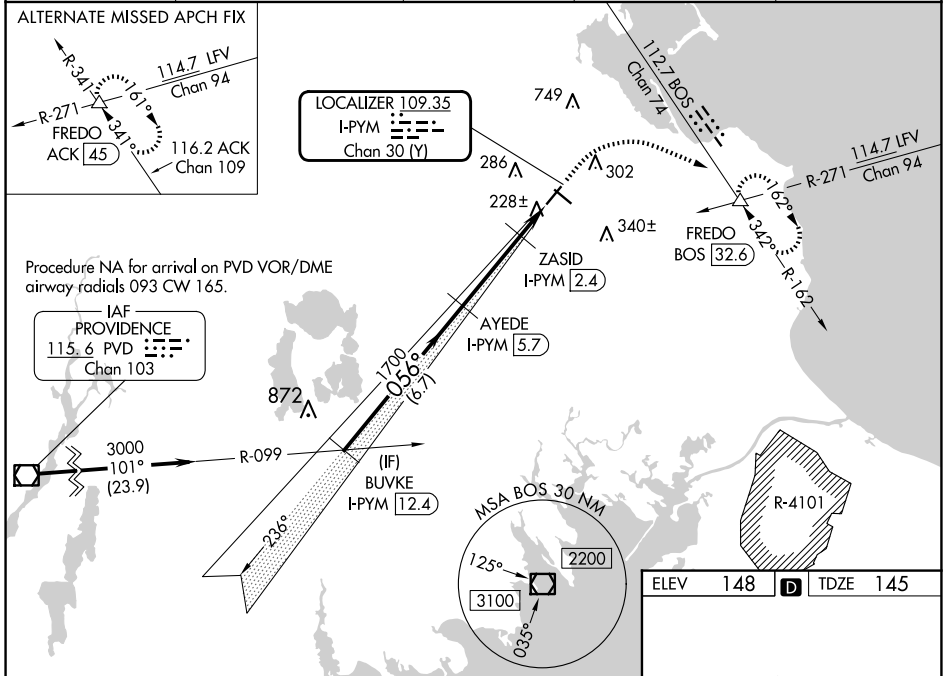 ALTERNATE MISSED APCH FIX
R-341
161°
114.7 LFV
Chan 94
R-271
FREDO
ACK 45
341°
116.2 ACK
Chan 109
LOCALIZER 109.35
I-PYM
Chan 30 (Y)
749
286
228±
302
340±
112.7 BOS
Chan 74
114.7 LFV
R-271
Chan 94
162°
342°
R-162
FREDO
BOS 32.6
ZASID
I-PYM 2.4
AYEDE
I-PYM 5.7
Procedure NA for arrival on PVD VOR/DME
airway radials 093 CW 165.
IAF
PROVIDENCE
115.6 PVD
Chan 103
1700
056°
(6.7)
872
3000
101°
(23.9)
R-099
(IF)
BUVKE
I-PYM 12.4
236°
MSA BOS 30 NM
125°
2200
3100
035°
R-4101
ELEV 148 D TDZE 145